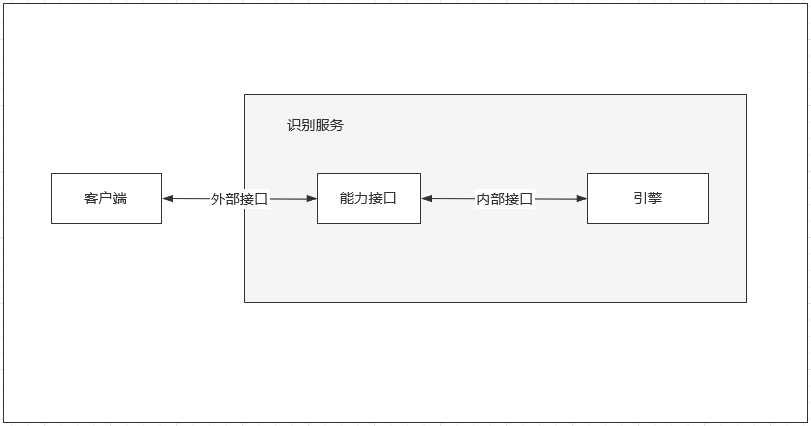 识别服务
客户端
外部接口
能力接口
内部接口
引擎